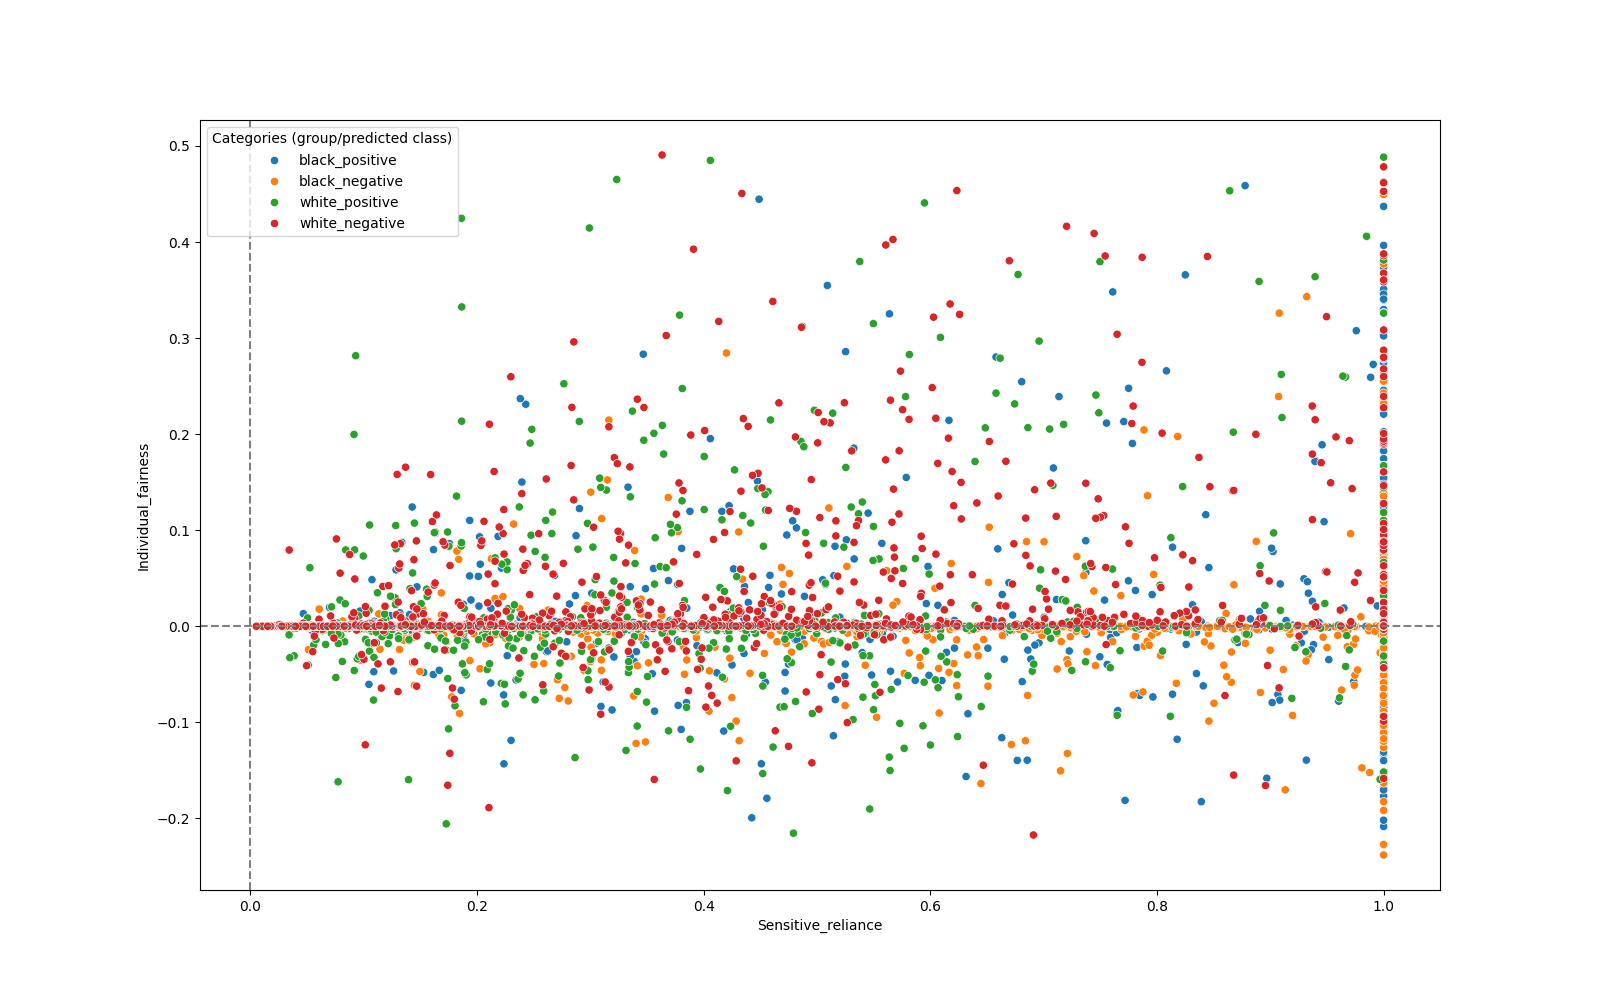 Categories (group/predicted class)
black_positive
black_negative
white_positive
white_negative
0.5
0.4
0.3
0.2
0.1
0.0
−0.1
−0.2
Individual_fairness
0.0
0.2
0.4
0.6
0.8
1.0
Sensitive_reliance